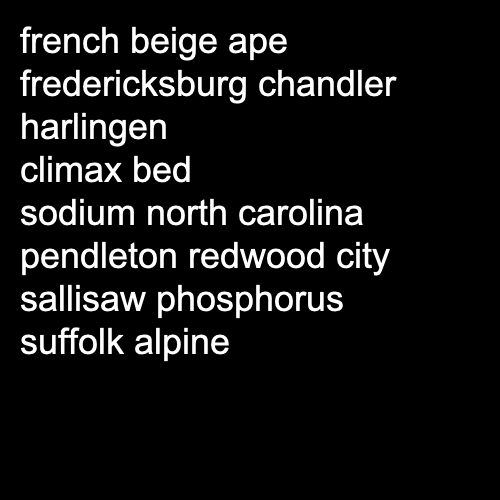 french beige ape
fredericksburg chandler
harlingen
climax bed
sodium north carolina
pendleton redwood city
sallisaw phosphorus
suffolk alpine